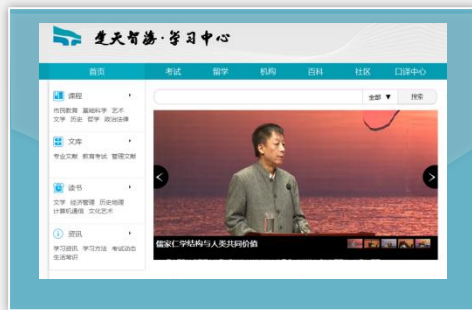 楚天智海·学习中心
首页 考试 留学 机构 百科 社区 口译中心
课程
市民教育 基础科学 艺术
文学 历史 哲学 政治法律
文库
专业文献 教育考试 管理文献
读书
文学 经济管理 历史地理
计算机通信 文化艺术
资讯
学习资讯 学习方法 考试动态
生活常识
全部 ▼ 搜索
儒家仁学结构与人类共同价值